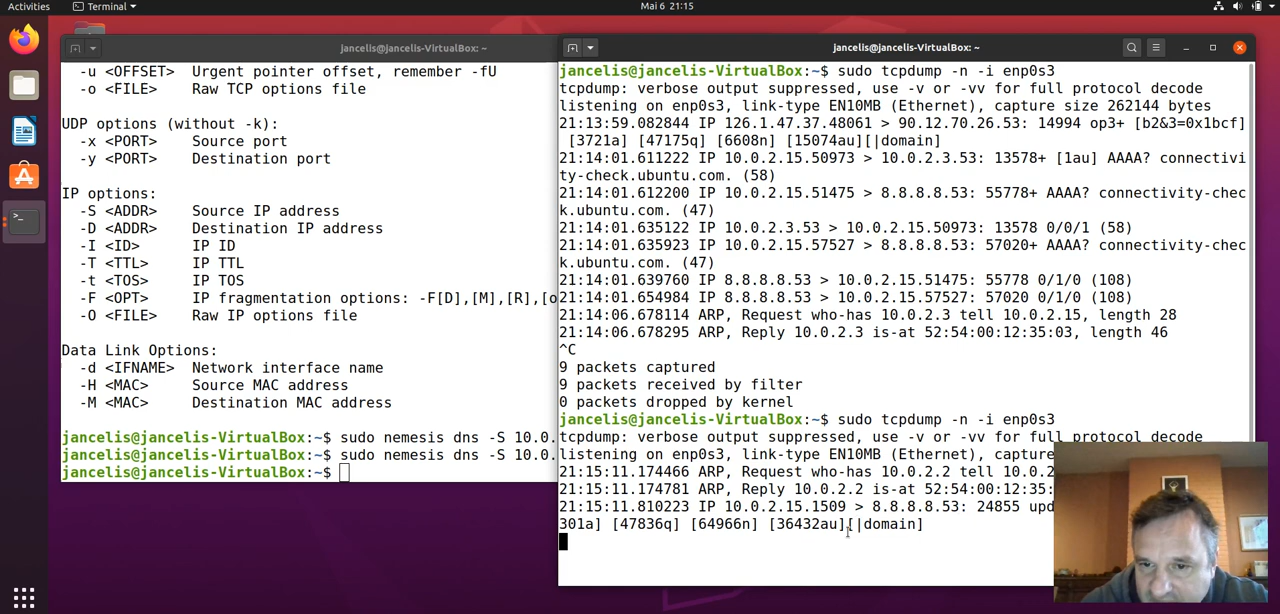 Activities
Terminal
Mai 6 21:15
jancelis@jancelis-VirtualBox: ~
-u <OFFSET> Urgent pointer offset, remember -fU
-o <FILE> Raw TCP options file
UDP options (without -k):
-x <PORT> Source port
-y <PORT> Destination port
IP options:
-S <ADDR> Source IP address
-D <ADDR> Destination IP address
-I <ID> IP ID
-T <TTL> IP TTL
-t <TOS> IP TOS
-F <OPT> IP fragmentation options: -F[D],[M],[R],[o
-O <FILE> Raw IP options file
Data Link Options:
-d <IFNAME> Network interface name
-H <MAC> Source MAC address
-M <MAC> Destination MAC address
jancelis@jancelis-VirtualBox:~$ sudo nemesis dns -S 10.0.
jancelis@jancelis-VirtualBox:~$ sudo nemesis dns -S 10.0.
jancelis@jancelis-VirtualBox:~$
jancelis@jancelis-VirtualBox: ~
jancelis@jancelis-VirtualBox:~$ sudo tcpdump -n -i enp0s3
tcpdump: verbose output suppressed, use -v or -vv for full protocol decode
listening on enp0s3, link-type EN10MB (Ethernet), capture size 262144 bytes
21:13:59.082844 IP 126.1.47.37.48061 > 90.12.70.26.53: 14994 op3+ [b2&3=0x1bcf]
[3721a] [47175q] [6608n] [15074au][|domain]
21:14:01.611222 IP 10.0.2.15.50973 > 10.0.2.3.53: 13578+ [1au] AAAA? connectivi
ty-check.ubuntu.com. (58)
21:14:01.612200 IP 10.0.2.15.51475 > 8.8.8.8.53: 55778+ AAAA? connectivity-chec
k.ubuntu.com. (47)
21:14:01.635122 IP 10.0.2.3.53 > 10.0.2.15.50973: 13578 0/0/1 (58)
21:14:01.635923 IP 10.0.2.15.57527 > 8.8.8.8.53: 57020+ AAAA? connectivity-chec
k.ubuntu.com. (47)
21:14:01.639760 IP 8.8.8.8.53 > 10.0.2.15.51475: 55778 0/1/0 (108)
21:14:01.654984 IP 8.8.8.8.53 > 10.0.2.15.57527: 57020 0/1/0 (108)
21:14:06.678114 ARP, Request who-has 10.0.2.3 tell 10.0.2.15, length 28
21:14:06.678295 ARP, Reply 10.0.2.3 is-at 52:54:00:12:35:03, length 46
^C
9 packets captured
9 packets received by filter
0 packets dropped by kernel
jancelis@jancelis-VirtualBox:~$ sudo tcpdump -n -i enp0s3
tcpdump: verbose output suppressed, use -v or -vv for full protocol decode
listening on enp0s3, link-type EN10MB (Ethernet), capture
21:15:11.174466 ARP, Request who-has 10.0.2.2 tell 10.0.2
21:15:11.174781 ARP, Reply 10.0.2.2 is-at 52:54:00:12:35:
21:15:11.810223 IP 10.0.2.15.1509 > 8.8.8.8.53: 24855 upd
301a] [47836q] [64966n] [36432au][|domain]